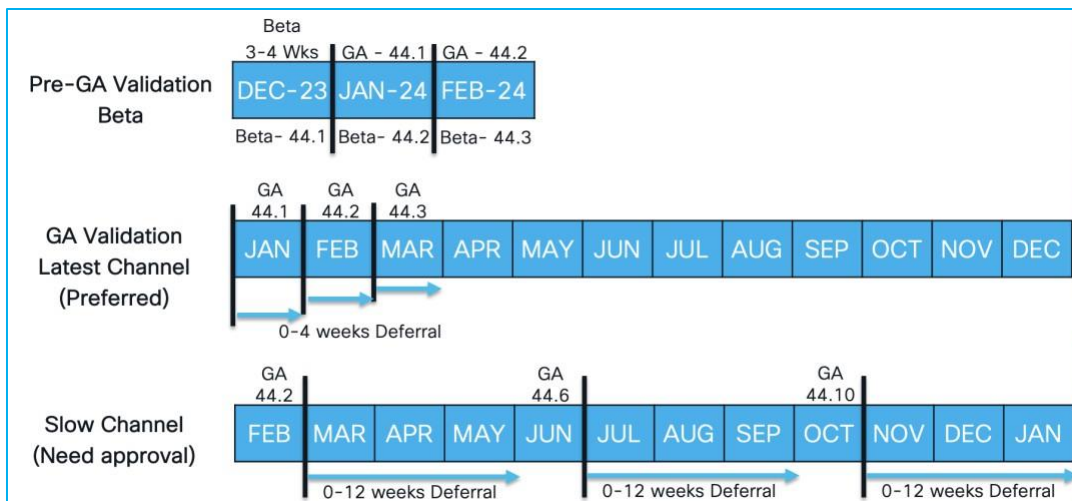 Beta
3-4 Wks GA - 44.1 GA - 44.2
Pre-GA Validation
Beta
DEC-23 JAN-24 FEB-24
Beta- 44.1 Beta- 44.2 Beta- 44.3
GA GA GA
44.1 44.2 44.3
GA Validation
Latest Channel
(Preferred)
JAN FEB MAR APR MAY JUN JUL AUG SEP OCT NOV DEC
0-4 weeks Deferral
GA GA GA
44.2 44.6 44.10
Slow Channel
(Need approval)
FEB MAR APR MAY JUN JUL AUG SEP OCT NOV DEC JAN
0-12 weeks Deferral 0-12 weeks Deferral 0-12 weeks Deferral